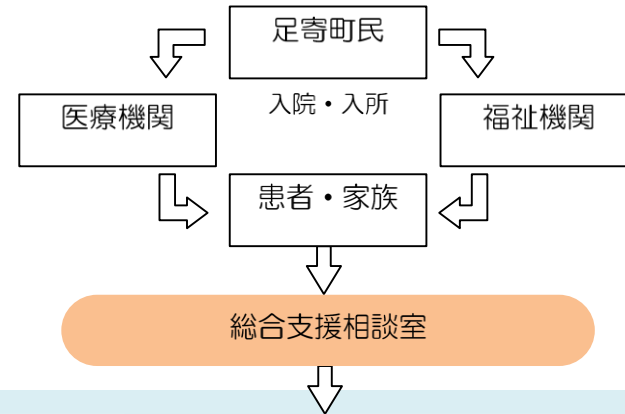 足寄町民
入院・入所
医療機関
福祉機関
患者・家族
総合支援相談室